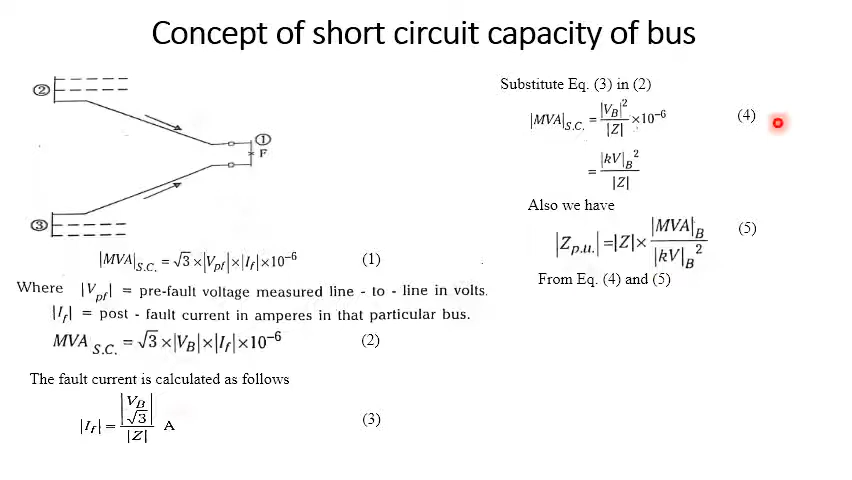 Concept of short circuit capacity of bus
②
①
F
③
|MVA|S.C. = √3 ×|Vpf|×|If|×10⁻⁶ (1)
Where |Vpf| = pre-fault voltage measured line - to - line in volts.
|If| = post - fault current in amperes in that particular bus.
MVA S.C. = √3 ×|VB|×|If|×10⁻⁶ (2)
The fault current is calculated as follows
|If| = |VB/√3| / |Z| A (3)
Substitute Eq. (3) in (2)
|MVA|S.C. = |VB|² / |Z| ×10⁻⁶ (4)
= |kV|B² / |Z|
Also we have
|Zp.u.| =|Z|× |MVA|B / |kV|B² (5)
From Eq. (4) and (5)